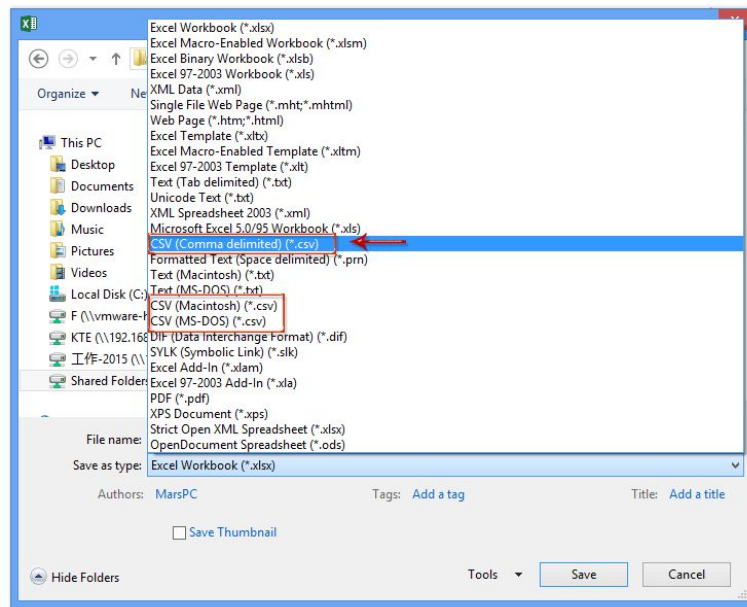 Excel Workbook (*.xlsx)
Excel Macro-Enabled Workbook (*.xlsm)
Excel Binary Workbook (*.xlsb)
Excel 97-2003 Workbook (*.xls)
XML Data (*.xml)
Single File Web Page (*.mht;*.mhtml)
Web Page (*.htm;*.html)
Excel Template (*.xltx)
Excel Macro-Enabled Template (*.xltm)
Excel 97-2003 Template (*.xlt)
Text (Tab delimited) (*.txt)
Unicode Text (*.txt)
XML Spreadsheet 2003 (*.xml)
Microsoft Excel 5.0/95 Workbook (*.xls)
CSV (Comma delimited) (*.csv)
Formatted Text (Space delimited) (*.prn)
Text (Macintosh) (*.txt)
Text (MS-DOS) (*.txt)
CSV (Macintosh) (*.csv)
CSV (MS-DOS) (*.csv)
DIF (Data Interchange Format) (*.dif)
SYLK (Symbolic Link) (*.slk)
Excel Add-In (*.xlam)
Excel 97-2003 Add-In (*.xla)
PDF (*.pdf)
XPS Document (*.xps)
Strict Open XML Spreadsheet (*.xlsx)
OpenDocument Spreadsheet (*.ods)
Organize Ne
This PC
Desktop
Documents
Downloads
Music
Pictures
Videos
Local Disk (C:)
F (\\vmware-h
KTE (\\192.168
工作-2015 (\\
Shared Folders
File name:
Save as type: Excel Workbook (*.xlsx)
Authors: MarsPC Tags: Add a tag Title: Add a title
Save Thumbnail
Hide Folders Tools Save Cancel